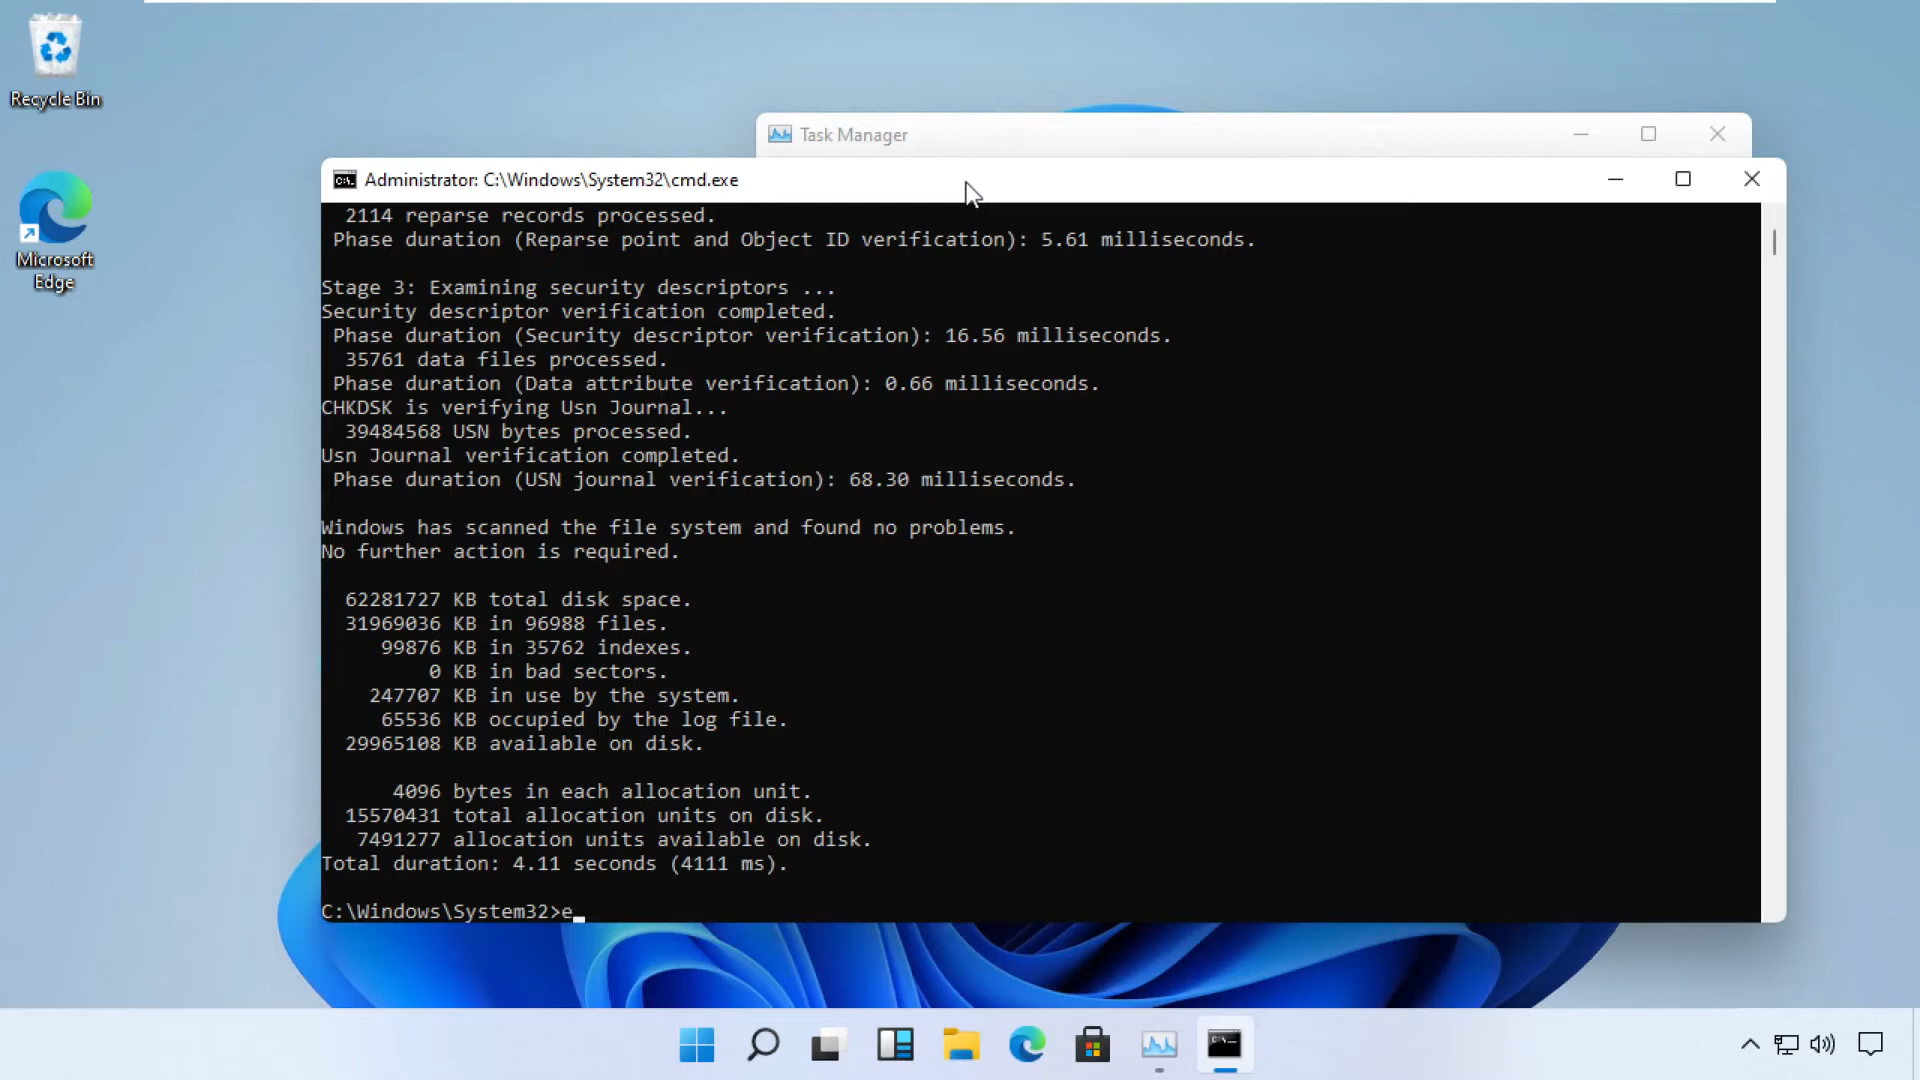 Recycle Bin
Microsoft
Edge
Task Manager
Administrator: C:\Windows\System32\cmd.exe
2114 reparse records processed.
Phase duration (Reparse point and Object ID verification): 5.61 milliseconds.
Stage 3: Examining security descriptors ...
Security descriptor verification completed.
Phase duration (Security descriptor verification): 16.56 milliseconds.
35761 data files processed.
Phase duration (Data attribute verification): 0.66 milliseconds.
CHKDSK is verifying Usn Journal...
39484568 USN bytes processed.
Usn Journal verification completed.
Phase duration (USN journal verification): 68.30 milliseconds.
Windows has scanned the file system and found no problems.
No further action is required.
62281727 KB total disk space.
31969036 KB in 96988 files.
99876 KB in 35762 indexes.
0 KB in bad sectors.
247707 KB in use by the system.
65536 KB occupied by the log file.
29965108 KB available on disk.
4096 bytes in each allocation unit.
15570431 total allocation units on disk.
7491277 allocation units available on disk.
Total duration: 4.11 seconds (4111 ms).
C:\Windows\System32>e